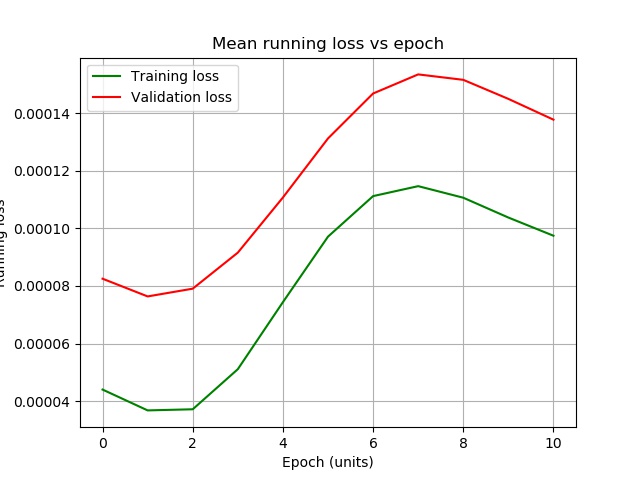 Mean running loss vs epoch
Training loss
Validation loss
0.00014
0.00012
0.00010
0.00008
0.00006
0.00004
loss
0 2 4 6 8 10
Epoch (units)